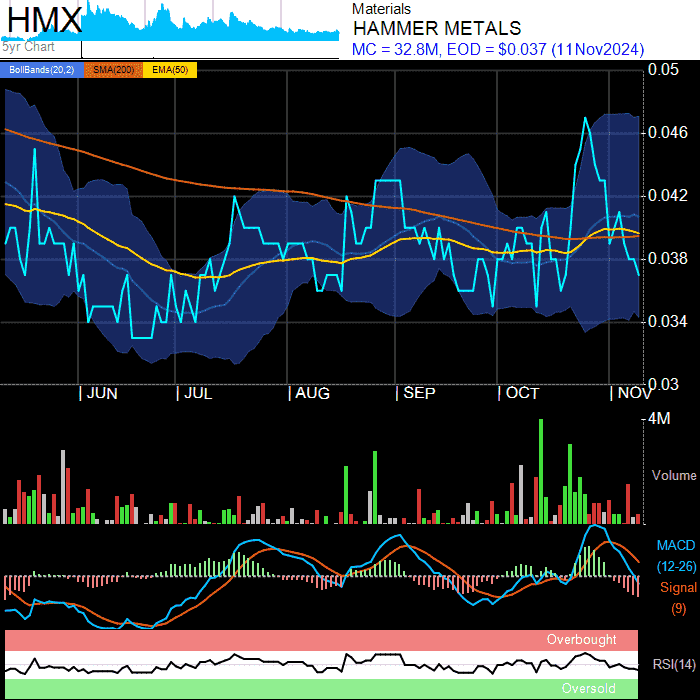 HMX
5yr Chart
Materials
HAMMER METALS
MC = 32.8M, EOD = $0.037 (11Nov2024)
BollBands(20,2) SMA(200) EMA(50)
0.05
0.046
0.042
0.038
0.034
0.03
JUN JUL AUG SEP OCT NOV
4M
Volume
MACD
(12-26)
Signal
(9)
Overbought
RSI(14)
Oversold